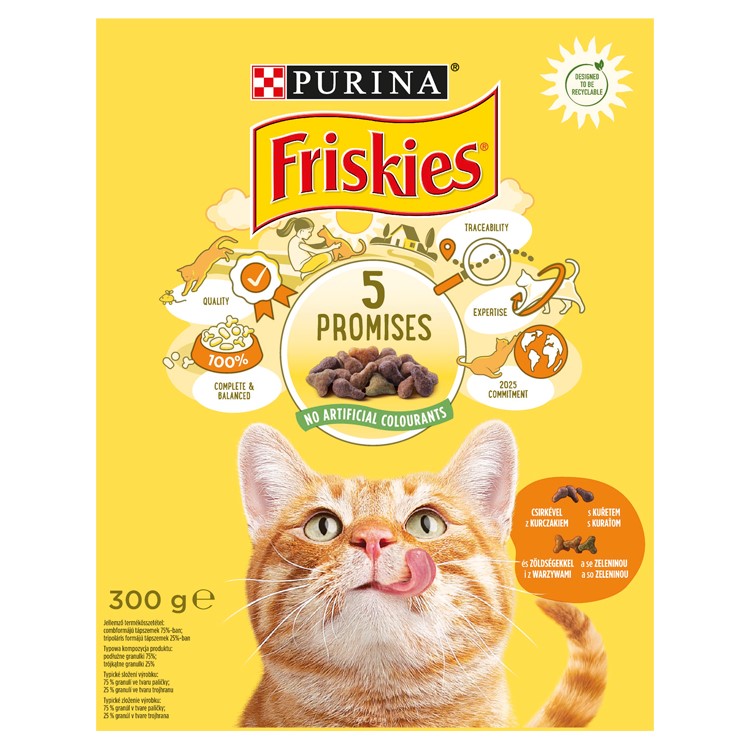 PURINA®
Friskies®
DESIGNED
TO BE
RECYCLABLE
TRACEABILITY
QUALITY
EXPERTISE
5
PROMISES
100%
COMPLETE &
BALANCED
2025
COMMITMENT
NO ARTIFICIAL COLOURANTS
CSIRKÉVEL
z KURCZAKIEM
s KUŘETEM
s KURAŤOM
és ZÖLDSÉGEKKEL
i z WARZYWAMI
a se ZELENINOU
a so ZELENINOU
300 g℮
Jellemző termékösszetétel:
combformájú tápszemek 75%-ban;
tripoláris formájú tápszemek 25%-ban
Typowa kompozycja produktu:
podłużne granulki 75%;
trójkątne granulki 25%
Typické složení výrobku:
75 % granulí ve tvaru paličky;
25 % granulí ve tvaru trojhranu
Typické zloženie výrobku:
75 % granúl v tvare paličky;
25 % granúl v tvare trojhranu